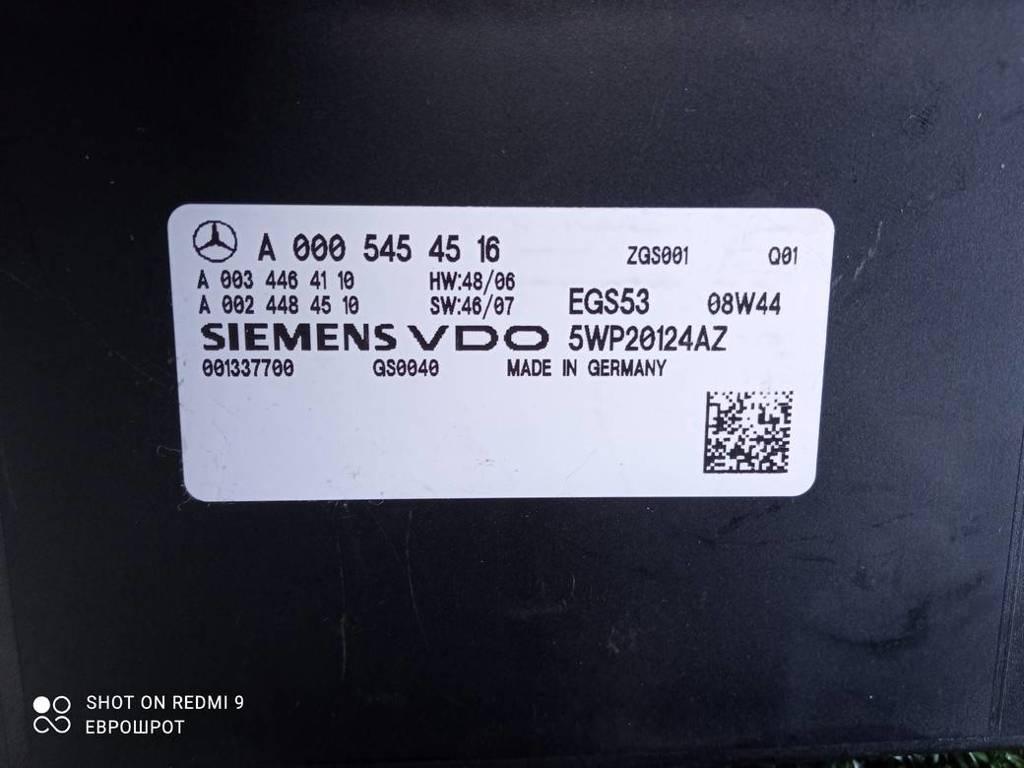 A 000 545 45 16 ZGS001 Q01
A 003 446 41 10 HW:48/06
A 002 448 45 10 SW:46/07 EGS53 08W44
SIEMENS VDO 5WP20124AZ
001337700 GS0040 MADE IN GERMANY
SHOT ON REDMI 9
ЕВРОШРОТ